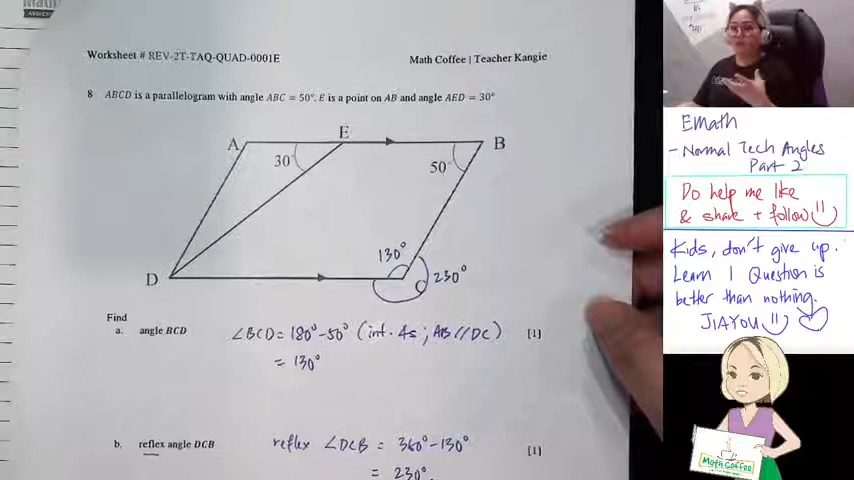 Math
Worksheet # REV-2T-TAQ-QUAD-0001E
Math Coffee | Teacher Kangie
8 ABCD is a parallelogram with angle ABC = 50°. E is a point on AB and angle AED = 30°
A
E
B
30°
50°
130°
230°
D
C
Find
a. angle BCD
∠BCD = 180°-50° (int. ∠s; AB//DC) [1]
= 130°
b. reflex angle DCB
reflex ∠DCB = 360°-130° [1]
= 230°.
Emath
- Normal Tech Angles
Part 2
Do help me like
& share + follow
Kids, don't give up.
Learn 1 Question is
better than nothing.
JIAYOU
Math Coffee